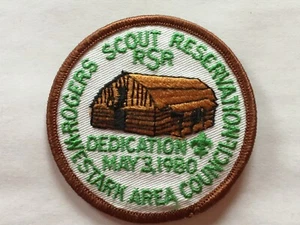 ROGERS SCOUT RESERVATION
RSR
DEDICATION
MAY 3, 1980
WESTARK AREA COUNCIL